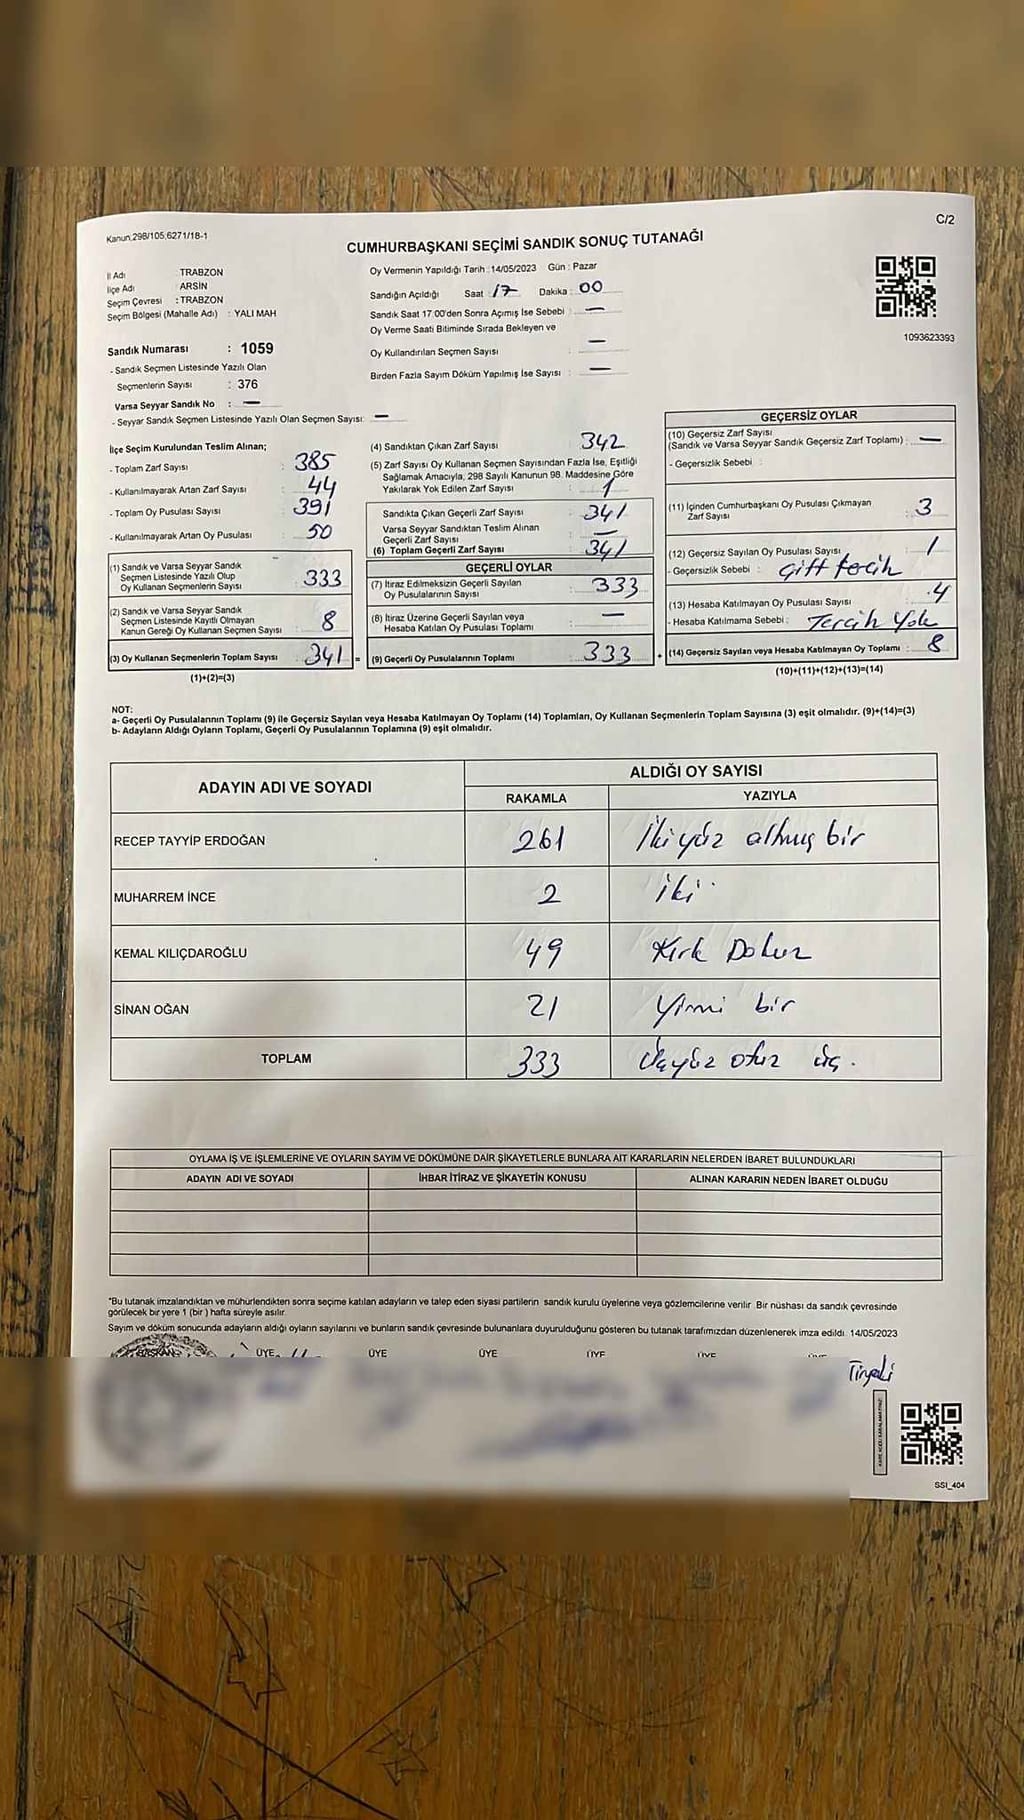 Kanun,298/105,6271/18-1
C/2
CUMHURBAŞKANI SEÇİMİ SANDIK SONUÇ TUTANAĞI
İl Adı : TRABZON
İlçe Adı : ARSİN
Seçim Çevresi : TRABZON
Seçim Bölgesi (Mahalle Adı) : YALI MAH
Sandık Numarası : 1059
- Sandık Seçmen Listesinde Yazılı Olan
Seçmenlerin Sayısı : 376
Varsa Seyyar Sandık No : —
- Seyyar Sandık Seçmen Listesinde Yazılı Olan Seçmen Sayısı: —
Oy Vermenin Yapıldığı Tarih :14/05/2023 Gün : Pazar
Sandığın Açıldığı Saat : 17 Dakika : 00
Sandık Saat 17:00'den Sonra Açımış İse Sebebi : —
Oy Verme Saati Bitiminde Sırada Bekleyen ve
Oy Kullandırılan Seçmen Sayısı : —
Birden Fazla Sayım Döküm Yapılmış İse Sayısı : —
1093623393
İlçe Seçim Kurulundan Teslim Alınan;
- Toplam Zarf Sayısı : 385
- Kullanılmayarak Artan Zarf Sayısı : 44
- Toplam Oy Pusulası Sayısı : 391
- Kullanılmayarak Artan Oy Pusulası : 50
(1) Sandık ve Varsa Seyyar Sandık
Seçmen Listesinde Yazılı Olup
Oy Kullanan Seçmenlerin Sayısı : 333
(2) Sandık ve Varsa Seyyar Sandık
Seçmen Listesinde Kayıtlı Olmayan
Kanun Gereği Oy Kullanan Seçmen Sayısı : 8
(3) Oy Kullanan Seçmenlerin Toplam Sayısı : 341 =
(1)+(2)=(3)
(4) Sandıktan Çıkan Zarf Sayısı : 342
(5) Zarf Sayısı Oy Kullanan Seçmen Sayısından Fazla İse, Eşitliği
Sağlamak Amacıyla, 298 Sayılı Kanunun 98. Maddesine Göre
Yakılarak Yok Edilen Zarf Sayısı : 1
Sandıkta Çıkan Geçerli Zarf Sayısı : 341
Varsa Seyyar Sandıktan Teslim Alınan
Geçerli Zarf Sayısı : —
(6) Toplam Geçerli Zarf Sayısı : 341
GEÇERLİ OYLAR
(7) İtiraz Edilmeksizin Geçerli Sayılan
Oy Pusulalarının Sayısı : 333
(8) İtiraz Üzerine Geçerli Sayılan veya
Hesaba Katılan Oy Pusulası Toplamı : —
(9) Geçerli Oy Pusulalarının Toplamı : 333 +
GEÇERSİZ OYLAR
(10) Geçersiz Zarf Sayısı
(Sandık ve Varsa Seyyar Sandık Geçersiz Zarf Toplamı) : —
- Geçersizlik Sebebi :
(11) İçinden Cumhurbaşkanı Oy Pusulası Çıkmayan
Zarf Sayısı : 3
(12) Geçersiz Sayılan Oy Pusulası Sayısı : 1
- Geçersizlik Sebebi : Çift tercih
(13) Hesaba Katılmayan Oy Pusulası Sayısı : 4
- Hesaba Katılmama Sebebi : Tercih Yok
(14) Geçersiz Sayılan veya Hesaba Katılmayan Oy Toplamı : 8
(10)+(11)+(12)+(13)=(14)
NOT:
a- Geçerli Oy Pusulalarının Toplamı (9) ile Geçersiz Sayılan veya Hesaba Katılmayan Oy Toplamı (14) Toplamları, Oy Kullanan Seçmenlerin Toplam Sayısına (3) eşit olmalıdır. (9)+(14)=(3)
b- Adayların Aldığı Oyların Toplamı, Geçerli Oy Pusulalarının Toplamına (9) eşit olmalıdır.
ADAYIN ADI VE SOYADI ALDIĞI OY SAYISI
RAKAMLA YAZIYLA
RECEP TAYYİP ERDOĞAN 261 İkiyüz altmış bir
MUHARREM İNCE 2 iki
KEMAL KILIÇDAROĞLU 49 Kırk Dokuz
SİNAN OĞAN 21 Yirmi bir
TOPLAM 333 Üçyüz otuz üç.
OYLAMA İŞ VE İŞLEMLERİNE VE OYLARIN SAYIM VE DÖKÜMÜNE DAİR ŞİKAYETLERLE BUNLARA AİT KARARLARIN NELERDEN İBARET BULUNDUKLARI
ADAYIN ADI VE SOYADI İHBAR İTİRAZ VE ŞİKAYETİN KONUSU ALINAN KARARIN NEDEN İBARET OLDUĞU
*Bu tutanak imzalandıktan ve mühürlendikten sonra seçime katılan adayların ve talep eden siyasi partilerin sandık kurulu üyelerine veya gözlemcilerine verilir. Bir nüshası da sandık çevresinde
görülecek bir yere 1 (bir ) hafta süreyle asılır.
Sayım ve döküm sonucunda adayların aldığı oyların sayılarını ve bunların sandık çevresinde bulunanlara duyurulduğunu gösteren bu tutanak tarafımızdan düzenlenerek imza edildi. 14/05/2023
BAŞKAN ÜYE ÜYE ÜYE ÜYE ÜYE
Tiryaki
SSI_404